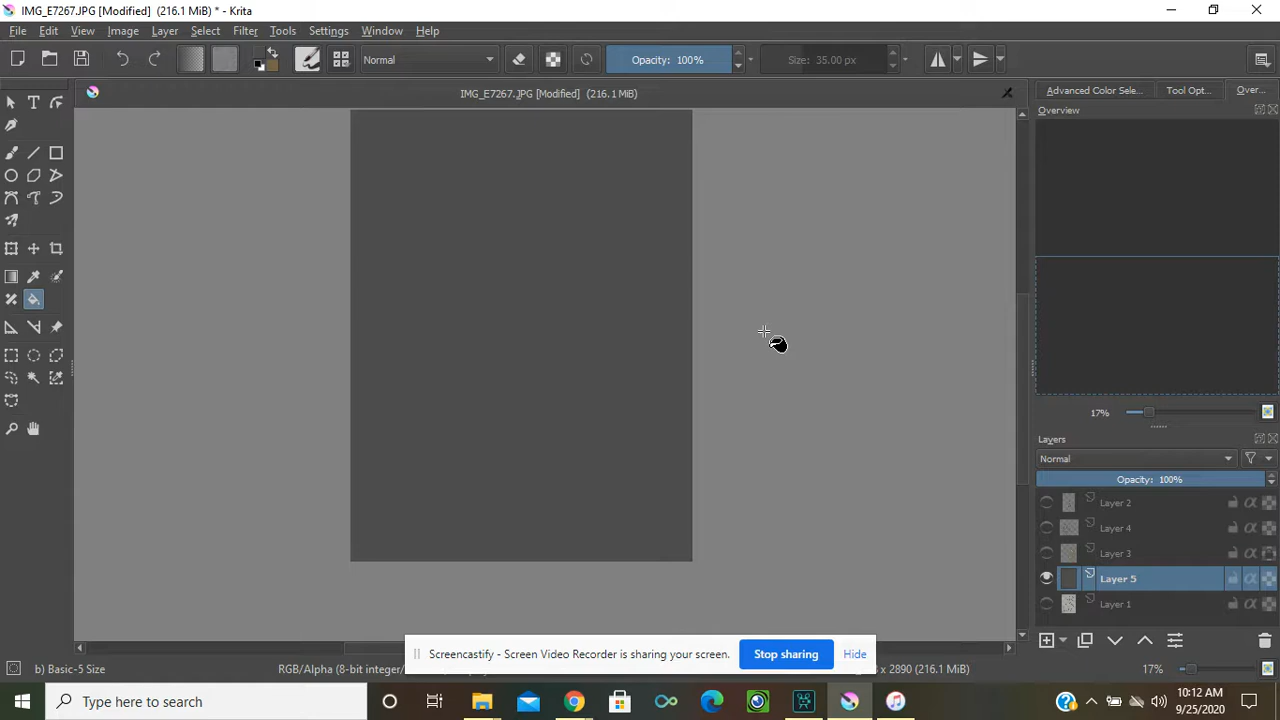 IMG_E7267.JPG [Modified] (216.1 MiB) * - Krita
File Edit View Image Layer Select Filter Tools Settings Window Help
Normal Opacity: 100% Size: 35.00 px
IMG_E7267.JPG [Modified] (216.1 MiB)
Advanced Color Sele... Tool Opt... Over...
Overview
17%
Layers
Normal
Opacity: 100%
Layer 2
Layer 4
Layer 3
Layer 5
Layer 1
Screencastify - Screen Video Recorder is sharing your screen. Stop sharing Hide
b) Basic-5 Size RGB/Alpha (8-bit integer/ x 2890 (216.1 MiB) 17%
Type here to search
10:12 AM
9/25/2020